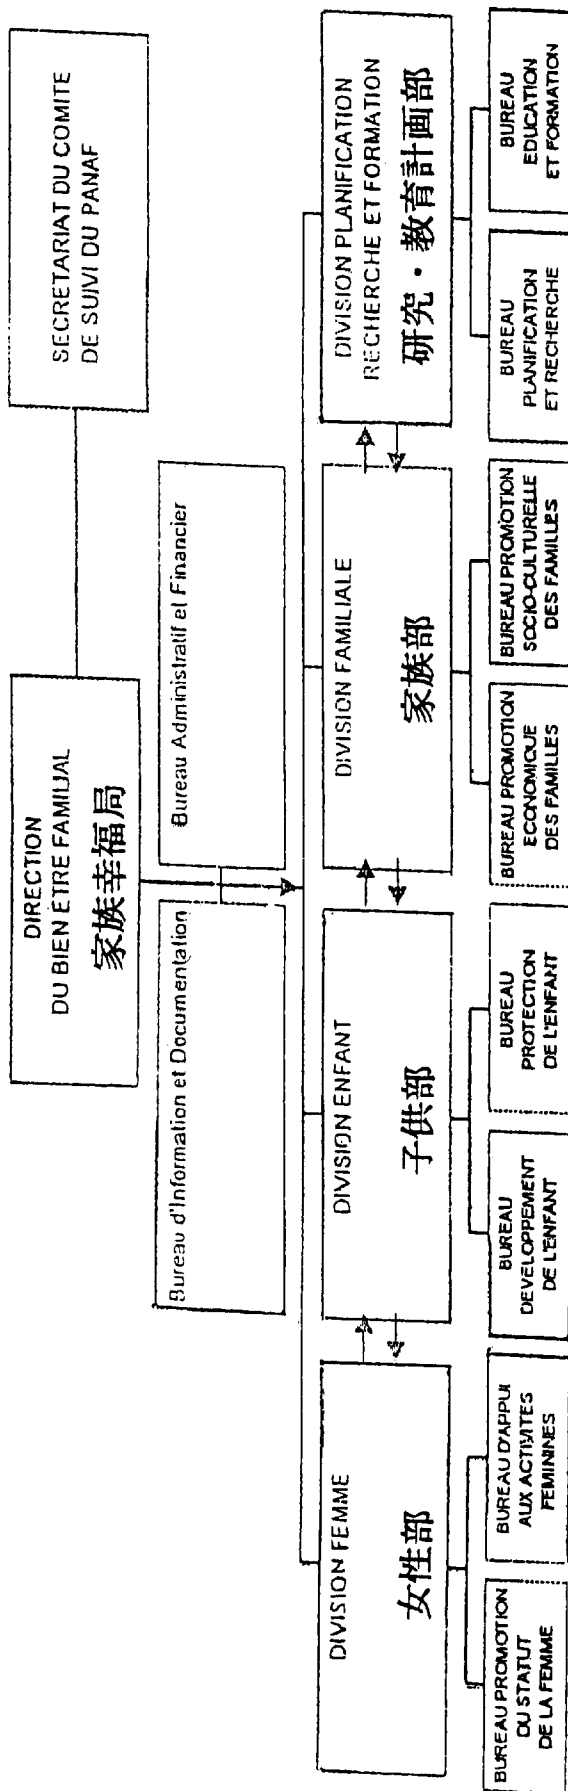 DIRECTION
DU BIEN ÊTRE FAMILIAL
家族幸福局
SECRETARIAT DU COMITE
DE SUIVI DU PANAF
Bureau d'Information et Documentation
Bureau Administratif et Financier
DIVISION FEMME
女性部
DIVISION ENFANT
子供部
DIVISION FAMILIALE
家族部
DIVISION PLANIFICATION
RECHERCHE ET FORMATION
研究・教育計画部
BUREAU PROMOTION
DU STATUT
DE LA FEMME
BUREAU D'APPUI
AUX ACTIVITES
FEMININES
BUREAU
DEVELOPPEMENT
DE L'ENFANT
BUREAU
PROTECTION
DE L'ENFANT
BUREAU PROMOTION
ECONOMIQUE
DES FAMILLES
BUREAU PROMOTION
SOCIO-CULTURELLE
DES FAMILLES
BUREAU
PLANIFICATION
ET RECHERCHE
BUREAU
EDUCATION
ET FORMATION